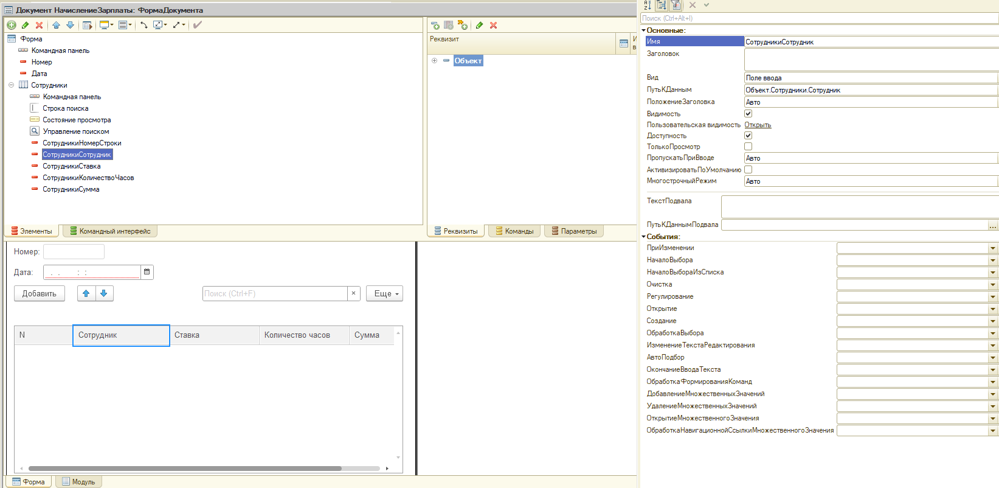 Документ НачислениеЗарплаты: ФормаДокумента
Форма
Командная панель
Номер
Дата
Сотрудники
Командная панель
Строка поиска
Состояние просмотра
Управление поиском
СотрудникиНомерСтроки
СотрудникиСотрудник
СотрудникиСтавка
СотрудникиКоличествоЧасов
СотрудникиСумма
Элементы
Командный интерфейс
Реквизит
И
в
Объект
Реквизиты
Команды
Параметры
Номер:
Дата:
Добавить
Поиск (Ctrl+F)
×
Еще
N
Сотрудник
Ставка
Количество часов
Сумма
Форма
Модуль
Поиск (Ctrl+Alt+I)
Основные:
Имя
СотрудникиСотрудник
Заголовок
Вид
Поле ввода
ПутьКДанным
Объект.Сотрудники.Сотрудник
ПоложениеЗаголовка
Авто
Видимость
Пользовательская видимость
Открыть
Доступность
ТолькоПросмотр
ПропускатьПриВводе
Авто
АктивизироватьПоУмолчанию
МногострочныйРежим
Авто
ТекстПодвала
ПутьКДаннымПодвала
...
События:
ПриИзменении
НачалоВыбора
НачалоВыбораИзСписка
Очистка
Регулирование
Открытие
Создание
ОбработкаВыбора
ИзменениеТекстаРедактирования
АвтоПодбор
ОкончаниеВводаТекста
ОбработкаФормированияКоманд
ДобавлениеМножественныхЗначений
УдалениеМножественныхЗначений
ОткрытиеМножественногоЗначения
ОбработкаНавигационнойСсылкиМножественногоЗначения